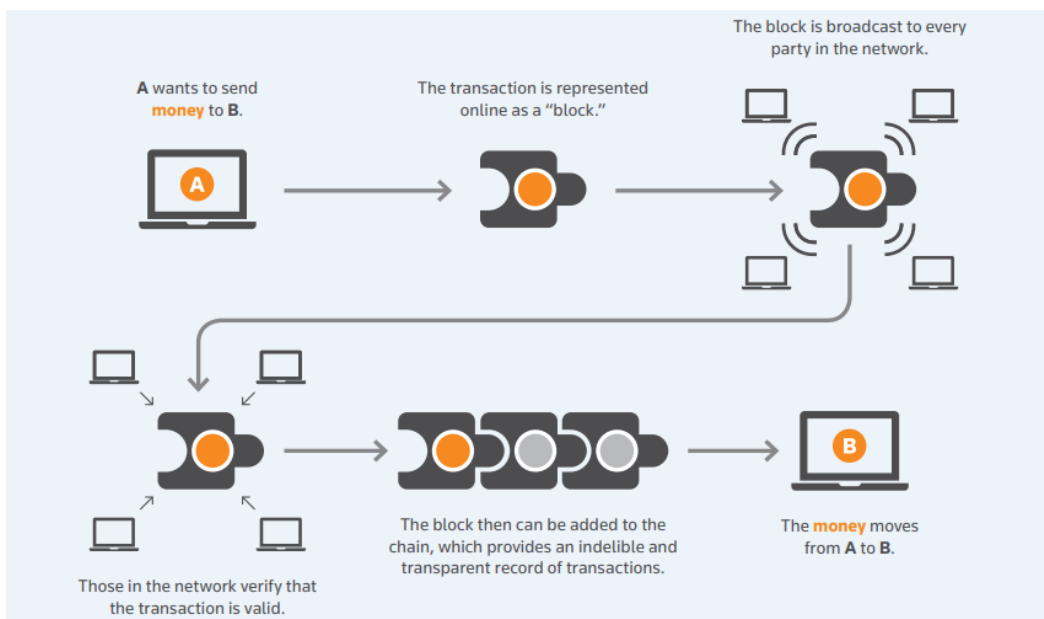 A wants to send
money to B.
A
The transaction is represented
online as a “block.”
The block is broadcast to every
party in the network.
Those in the network verify that
the transaction is valid.
The block then can be added to the
chain, which provides an indelible and
transparent record of transactions.
B
The money moves
from A to B.